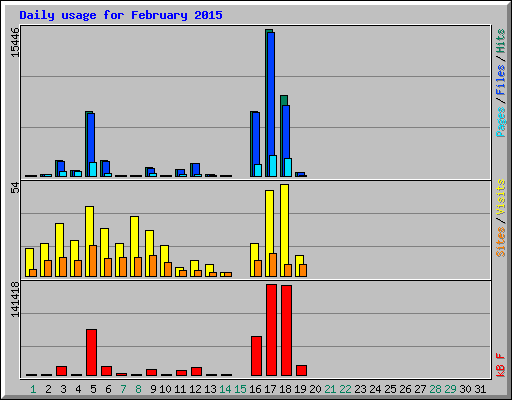 Daily usage for February 2015
15446
54
141418
Pages/Files/Hits
Sites/Visits
kB F
1 2 3 4 5 6 7 8 9 10 11 12 13 14 15 16 17 18 19 20 21 22 23 24 25 26 27 28 29 30 31